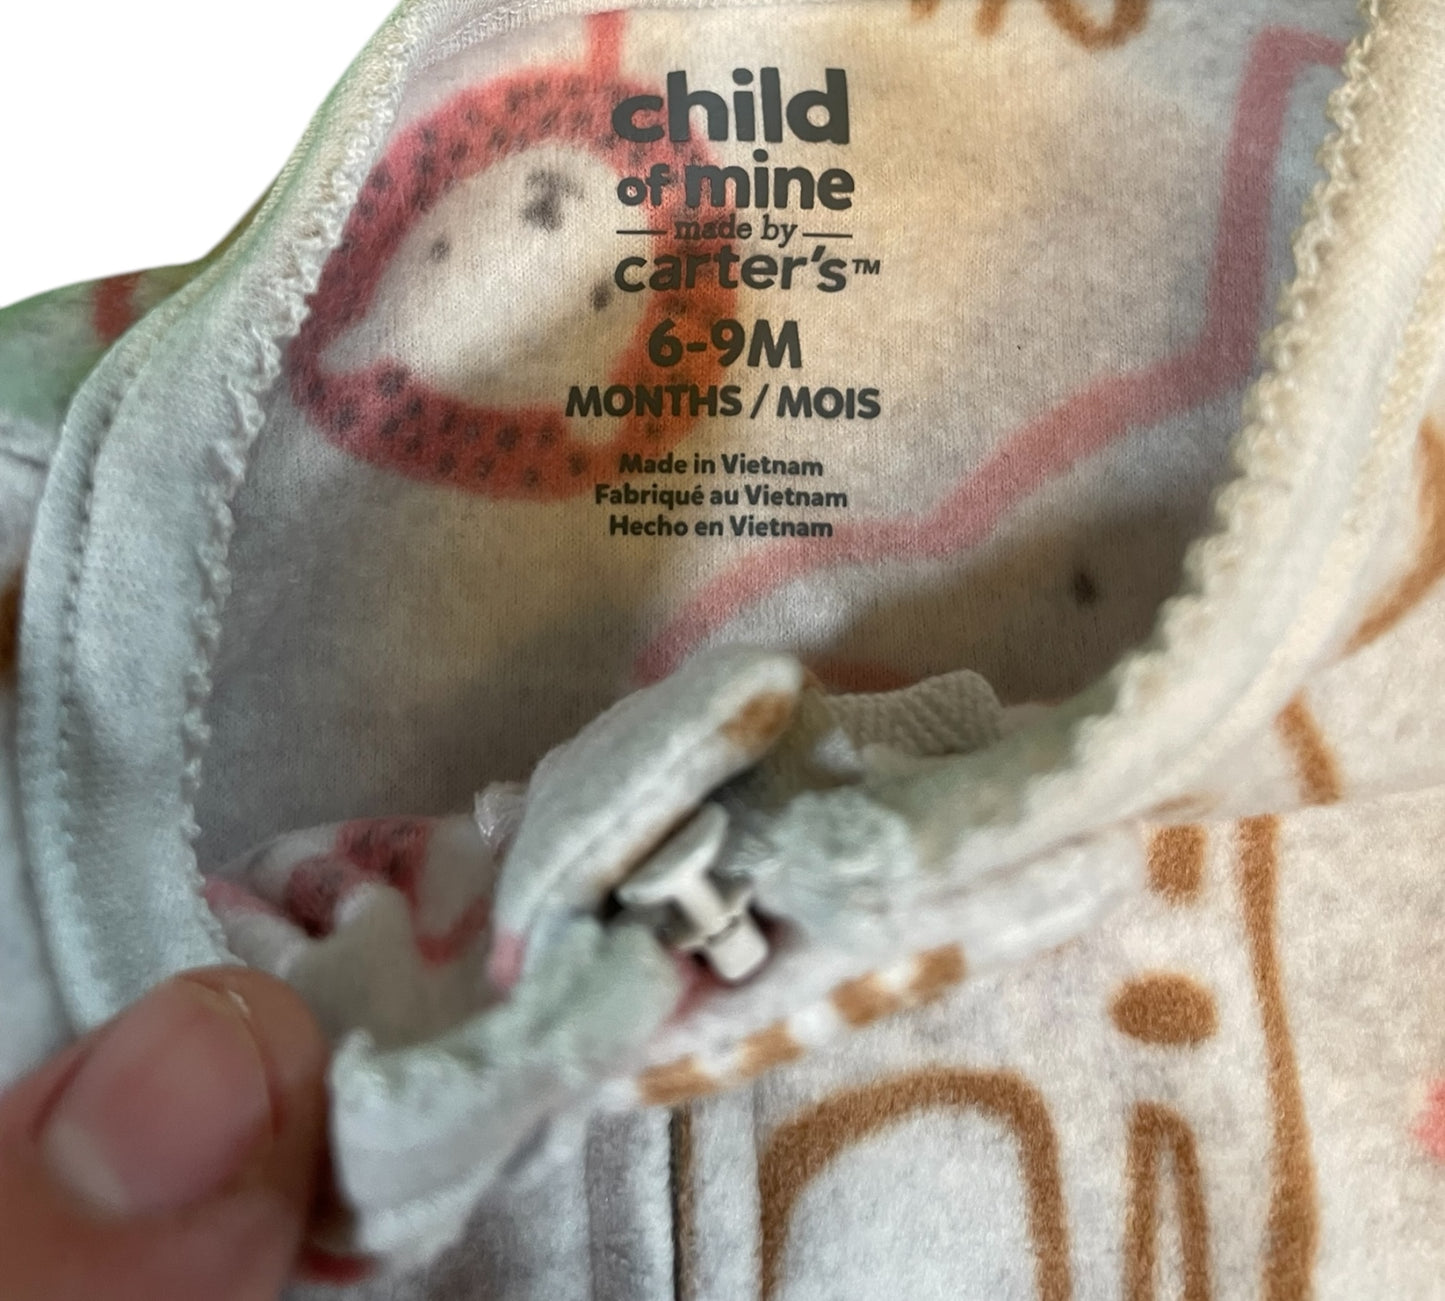 child
of mine
made by
carter's™
6-9M
MONTHS / MOIS
Made in Vietnam
Fabriqué au Vietnam
Hecho en Vietnam